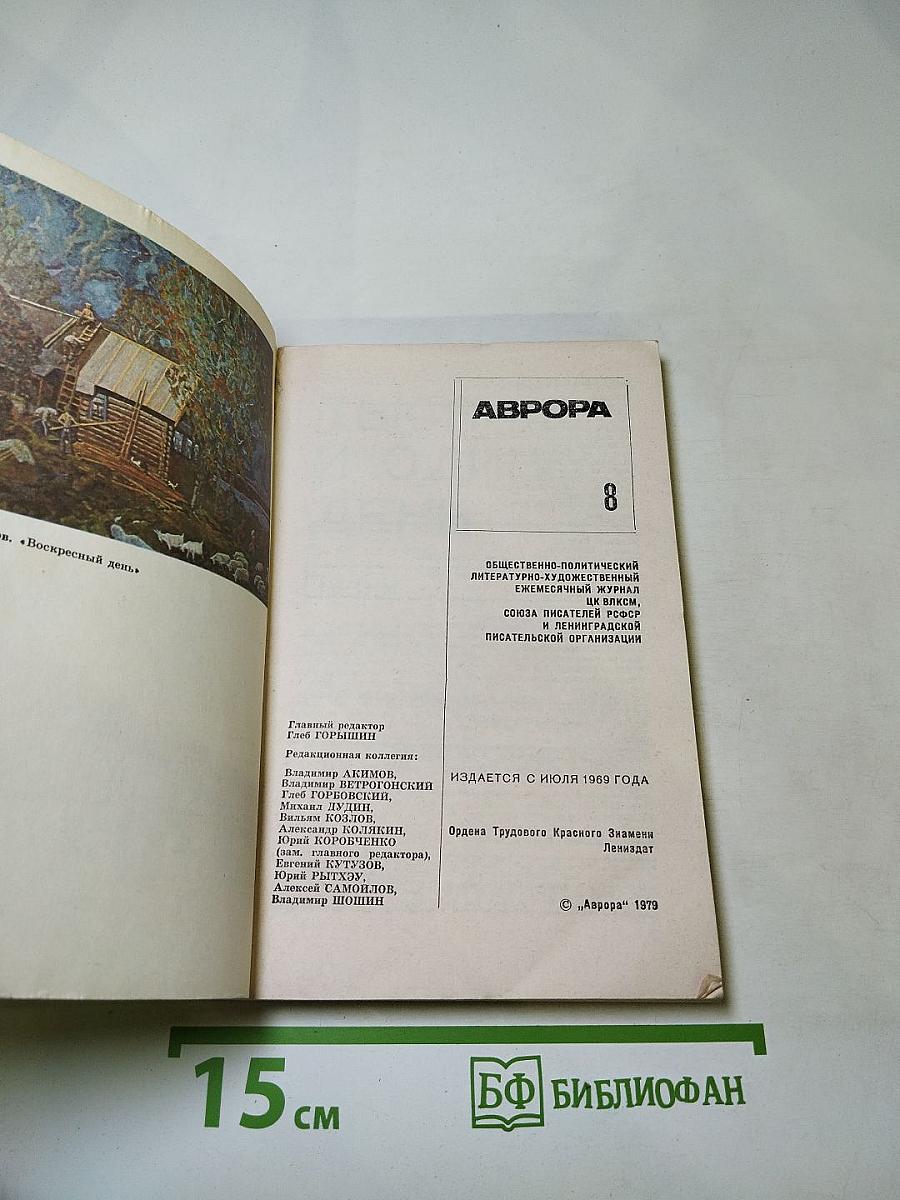 «Воскресный день»
АВРОРА
8
ОБЩЕСТВЕННО-ПОЛИТИЧЕСКИЙ
ЛИТЕРАТУРНО-ХУДОЖЕСТВЕННЫЙ
ЕЖЕМЕСЯЧНЫЙ ЖУРНАЛ
ЦК ВЛКСМ,
СОЮЗА ПИСАТЕЛЕЙ РСФСР
И ЛЕНИНГРАДСКОЙ
ПИСАТЕЛЬСКОЙ ОРГАНИЗАЦИИ
Главный редактор
Глеб ГОРЫШИН
Редакционная коллегия:
Владимир АКИМОВ,
Владимир ВЕТРОГОНСКИЙ
Глеб ГОРБОВСКИЙ,
Михаил ДУДИН,
Вильям КОЗЛОВ,
Александр КОЛЯКИН,
Юрий КОРОБЧЕНКО
(зам. главного редактора),
Евгений КУТУЗОВ,
Юрий РЫТХЭУ,
Алексей САМОЙЛОВ,
Владимир ШОШИН
ИЗДАЕТСЯ С ИЮЛЯ 1969 ГОДА
Ордена Трудового Красного Знамени
Лениздат
© „Аврора" 1979
15 см
БФ БИБЛИОФАН